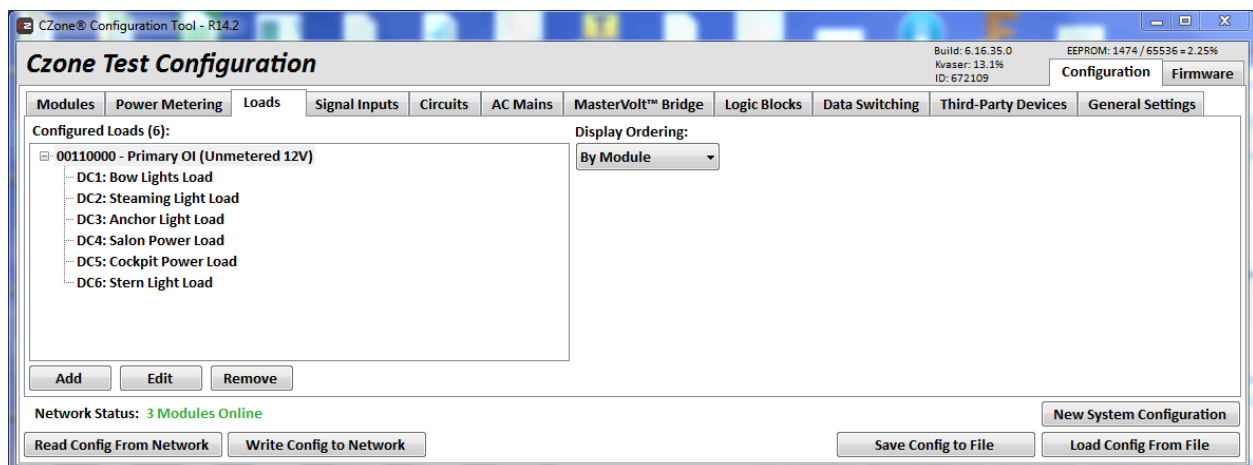 CZone® Configuration Tool - R14.2
Czone Test Configuration
Build: 6.16.35.0
Kvaser: 13.1%
ID: 672109
EEPROM: 1474 / 65536 = 2.25%
Configuration Firmware
Modules Power Metering Loads Signal Inputs Circuits AC Mains MasterVolt™ Bridge Logic Blocks Data Switching Third-Party Devices General Settings
Configured Loads (6):
Display Ordering:
00110000 - Primary OI (Unmetered 12V)
By Module
DC1: Bow Lights Load
DC2: Steaming Light Load
DC3: Anchor Light Load
DC4: Salon Power Load
DC5: Cockpit Power Load
DC6: Stern Light Load
Add Edit Remove
Network Status: 3 Modules Online
New System Configuration
Read Config From Network Write Config to Network Save Config to File Load Config From File